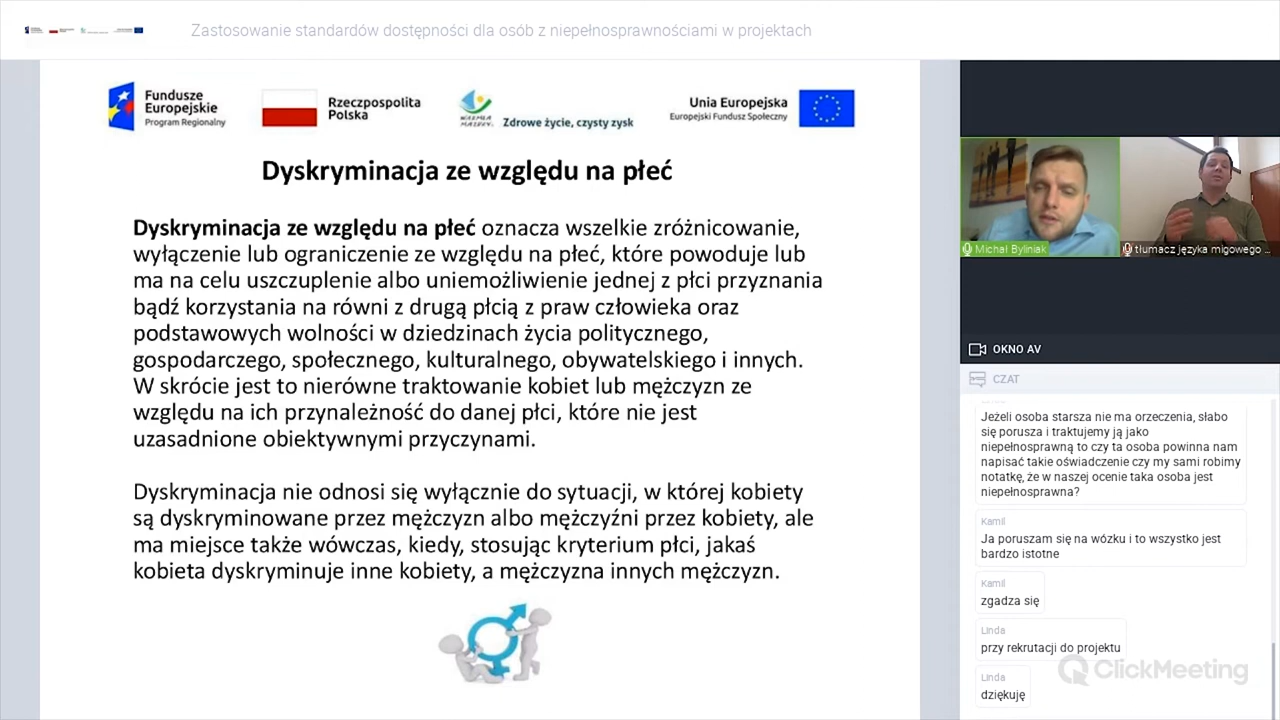 Zastosowanie standardów dostępności dla osób z niepełnosprawnościami w projektach
Fundusze
Europejskie
Program Regionalny
Rzeczpospolita
Polska
Zdrowe życie, czysty zysk
Unia Europejska
Europejski Fundusz Społeczny
Dyskryminacja ze względu na płeć
Dyskryminacja ze względu na płeć oznacza wszelkie zróżnicowanie,
wyłączenie lub ograniczenie ze względu na płeć, które powoduje lub
ma na celu uszczuplenie albo uniemożliwienie jednej z płci przyznania
bądź korzystania na równi z drugą płcią z praw człowieka oraz
podstawowych wolności w dziedzinach życia politycznego,
gospodarczego, społecznego, kulturalnego, obywatelskiego i innych.
W skrócie jest to nierówne traktowanie kobiet lub mężczyzn ze
względu na ich przynależność do danej płci, które nie jest
uzasadnione obiektywnymi przyczynami.
Dyskryminacja nie odnosi się wyłącznie do sytuacji, w której kobiety
są dyskryminowane przez mężczyzn albo mężczyźni przez kobiety, ale
ma miejsce także wówczas, kiedy, stosując kryterium płci, jakaś
kobieta dyskryminuje inne kobiety, a mężczyzna innych mężczyzn.
Michał Byliniak
tłumacz języka migowego ...
OKNO AV
CZAT
Jeżeli osoba starsza nie ma orzeczenia, słabo
się porusza i traktujemy ją jako
niepełnosprawną to czy ta osoba powinna nam
napisać takie oświadczenie czy my sami robimy
notatkę, że w naszej ocenie taka osoba jest
niepełnosprawna?
Kamil
Ja poruszam się na wózku i to wszystko jest
bardzo istotne
Kamil
zgadza się
Linda
przy rekrutacji do projektu
Linda
dziękuję
ClickMeeting